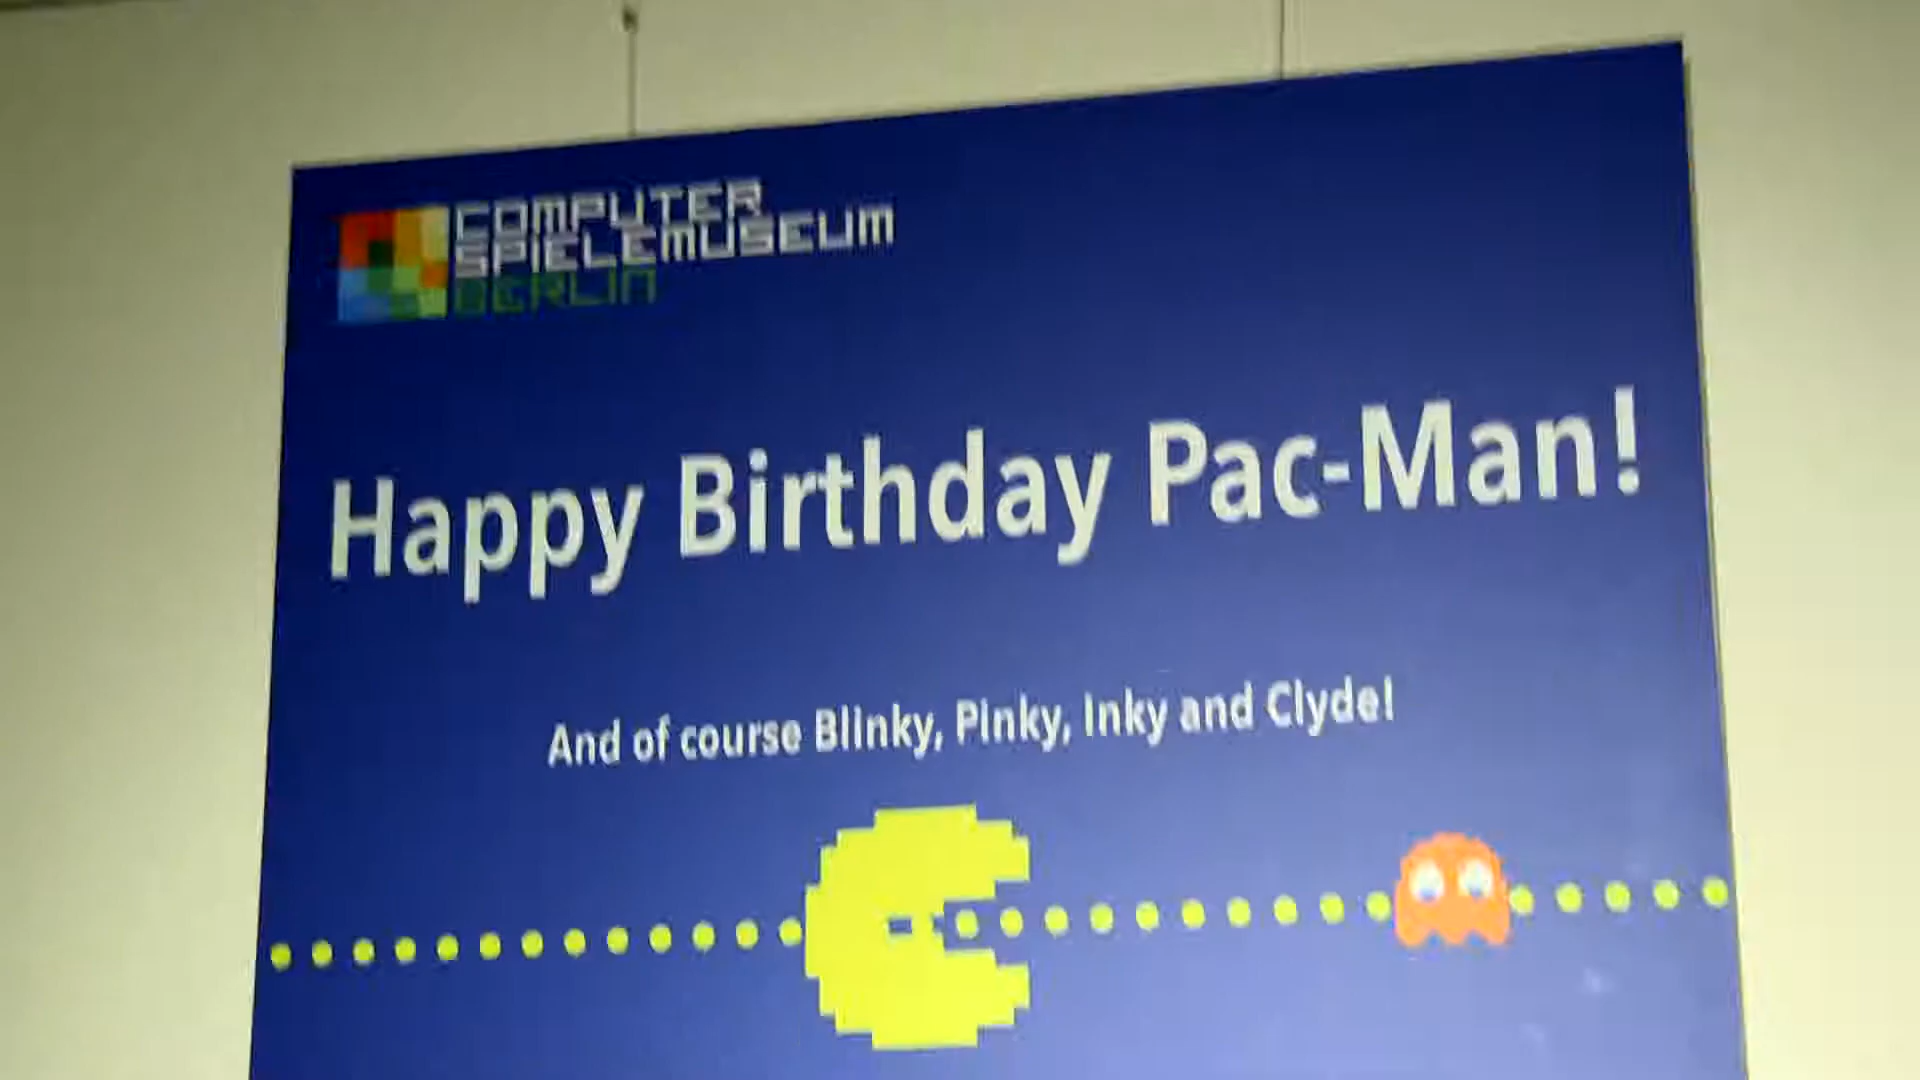 COMPUTER
SPIELEMUSEUM
BERLIN
Happy Birthday Pac-Man!
And of course Blinky, Pinky, Inky and Clyde!